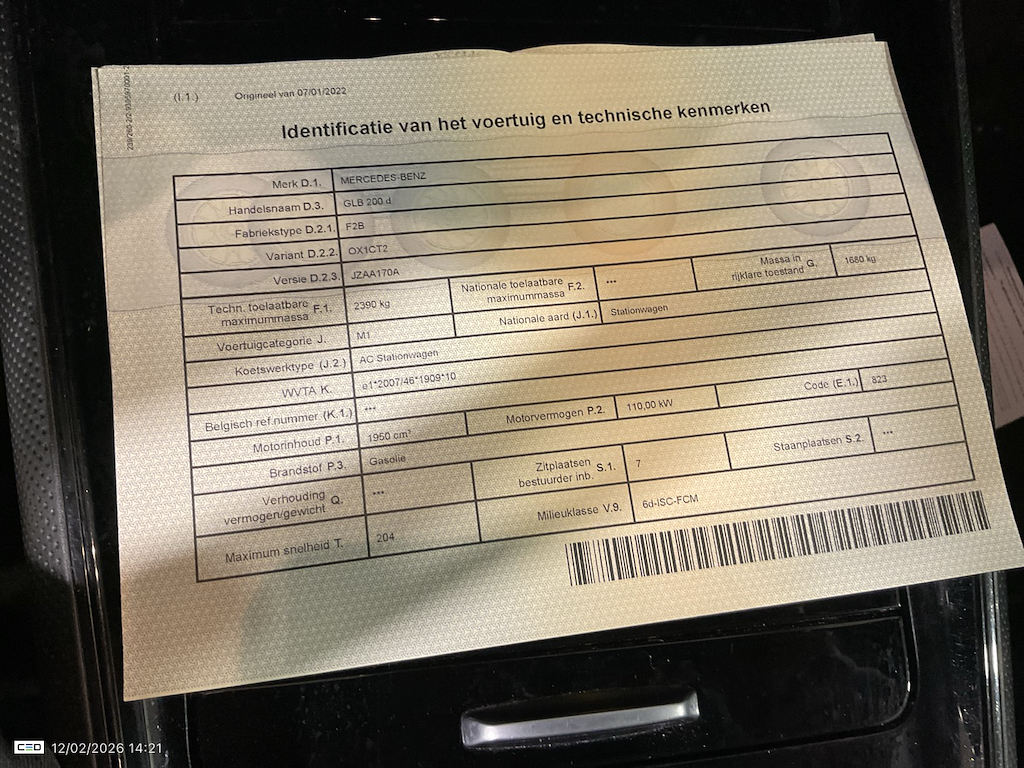 (I.1.) Origineel van 07/01/2022
Identificatie van het voertuig en technische kenmerken
Merk D.1. MERCEDES-BENZ
Handelsnaam D.3. GLB 200 d
Fabriekstype D.2.1. F2B
Variant D.2.2. OX1CT2
Versie D.2.3. JZAA170A
Techn. toelaatbare maximummassa F.1. 2390 kg Nationale toelaatbare maximummassa F.2. *** Massa in rijklare toestand G. 1680 kg
Voertuigcategorie J. M1 Nationale aard (J.1.) Stationwagen
Koetswerktype (J.2.) AC Stationwagen
WVTA K. e1*2007/46*1909*10
Belgisch ref.nummer (K.1.) ***
Motorinhoud P.1. 1950 cm³ Motorvermogen P.2. 110,00 kW Code (E.1.) 823
Brandstof P.3. Gasolie
Verhouding vermogen/gewicht Q. *** Zitplaatsen bestuurder inb. S.1. 7 Staanplaatsen S.2. ***
Maximum snelheid T. 204 Milieuklasse V.9. 6d-ISC-FCM
12/02/2026 14:21